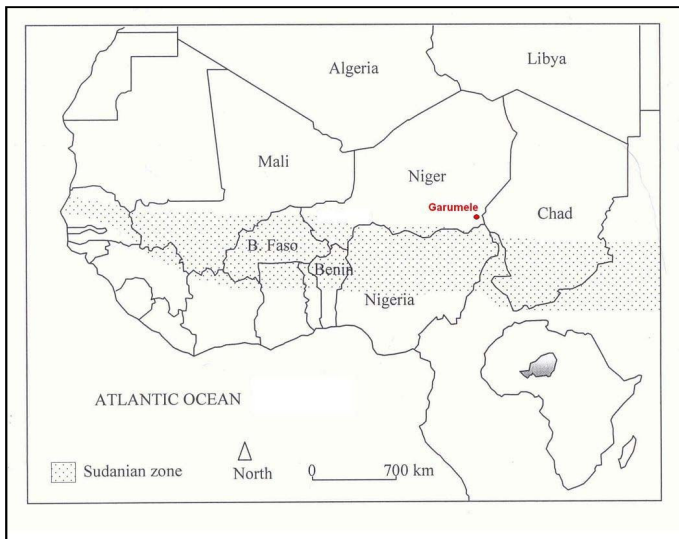 Algeria
Libya
Mali
Niger
Garumele
Chad
B. Faso
Benin
Nigeria
ATLANTIC OCEAN
Sudanian zone
North
0
700 km